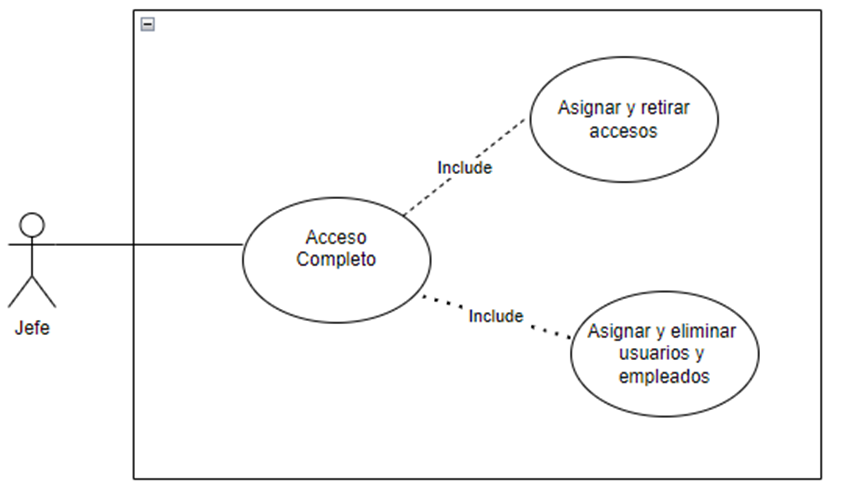 Asignar y retirar
accesos
Include
Acceso
Completo
Include
Jefe
Asignar y eliminar
usuarios y
empleados